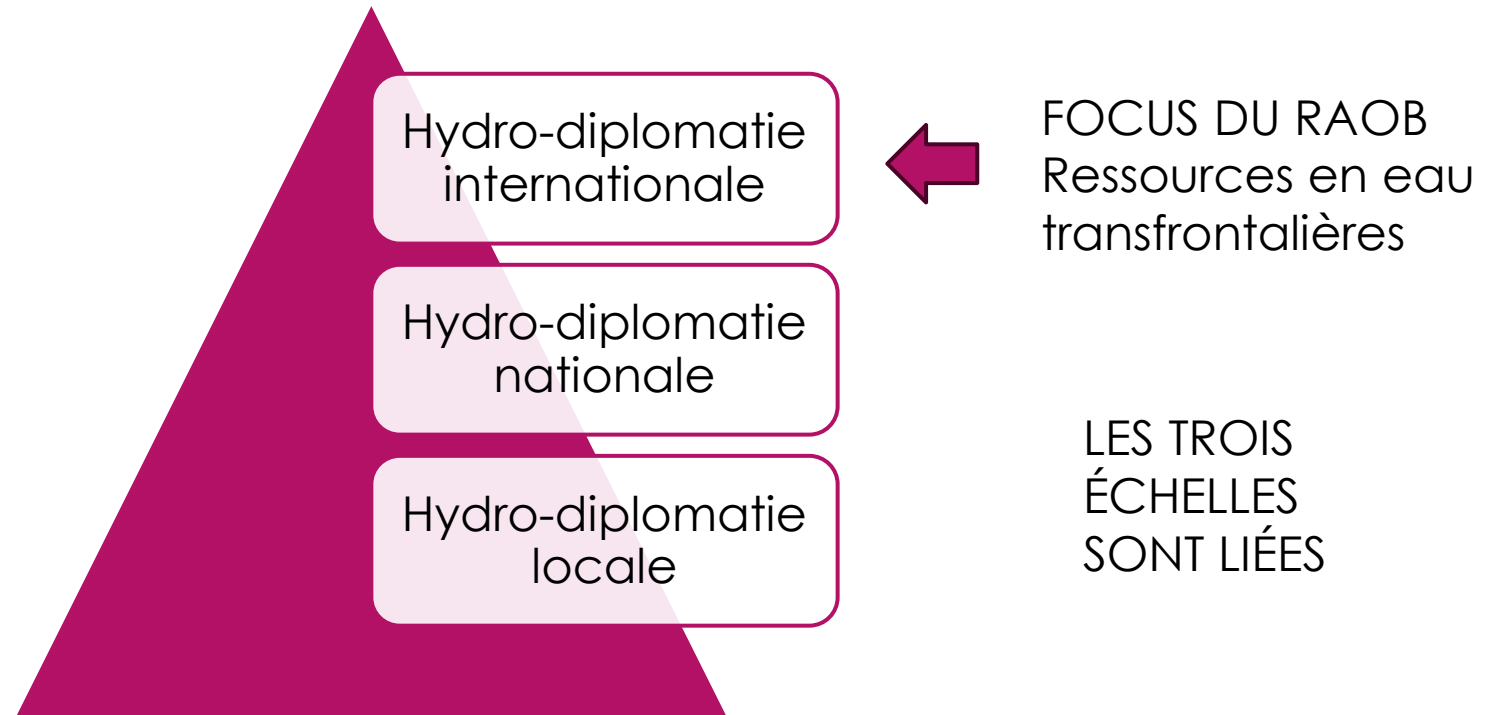 Hydro-diplomatie
internationale
FOCUS DU RAOB
Ressources en eau
transfrontalières
Hydro-diplomatie
nationale
Hydro-diplomatie
locale
LES TROIS
ÉCHELLES
SONT LIÉES